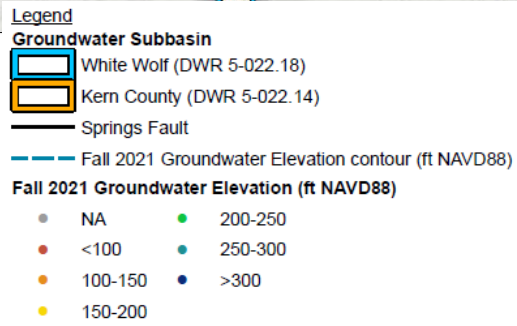 Legend
Groundwater Subbasin
White Wolf (DWR 5-022.18)
Kern County (DWR 5-022.14)
Springs Fault
Fall 2021 Groundwater Elevation contour (ft NAVD88)
Fall 2021 Groundwater Elevation (ft NAVD88)
NA
<100
100-150
150-200
200-250
250-300
>300